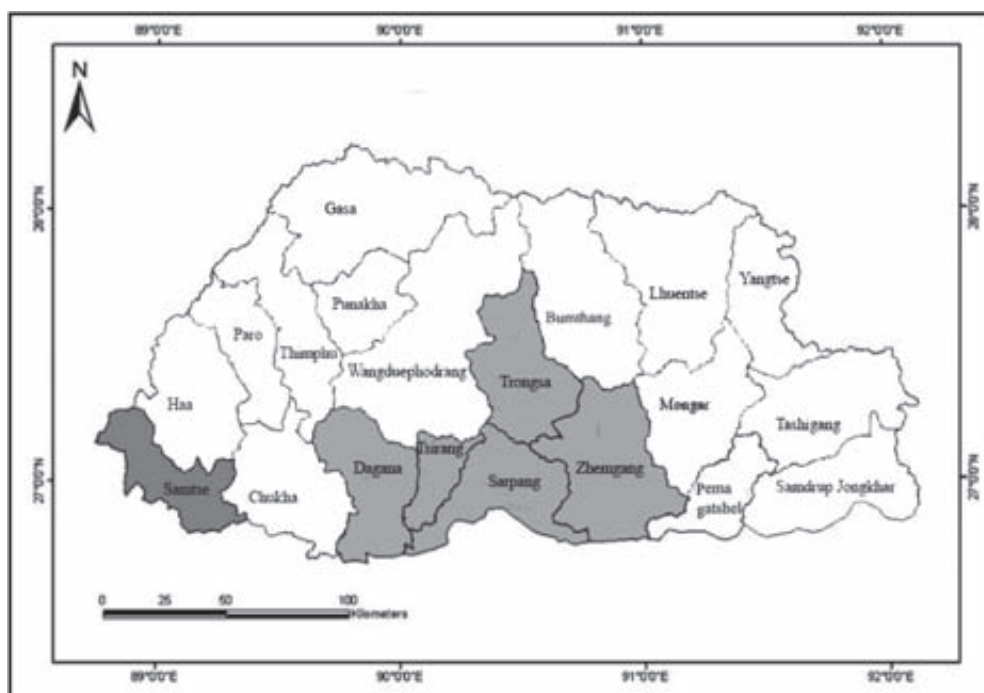 89°0'0"E 90°0'0"E 91°0'0"E 92°0'0"E
N
28°0'0"N 28°0'0"N
Gasa
Punakha
Lhuentse
Yangtse
Bumthang
Paro
Thimphu
Wangduephodrang
Trongsa
Haa
Mongar
Tashigang
Tsirang
Dagana
Zhemgang
27°0'0"N 27°0'0"N
Samtse
Chukha
Sarpang
Pema
gatshel
Samdrup Jongkhar
0 25 50 100
Kilometers
89°0'0"E 90°0'0"E 91°0'0"E 92°0'0"E